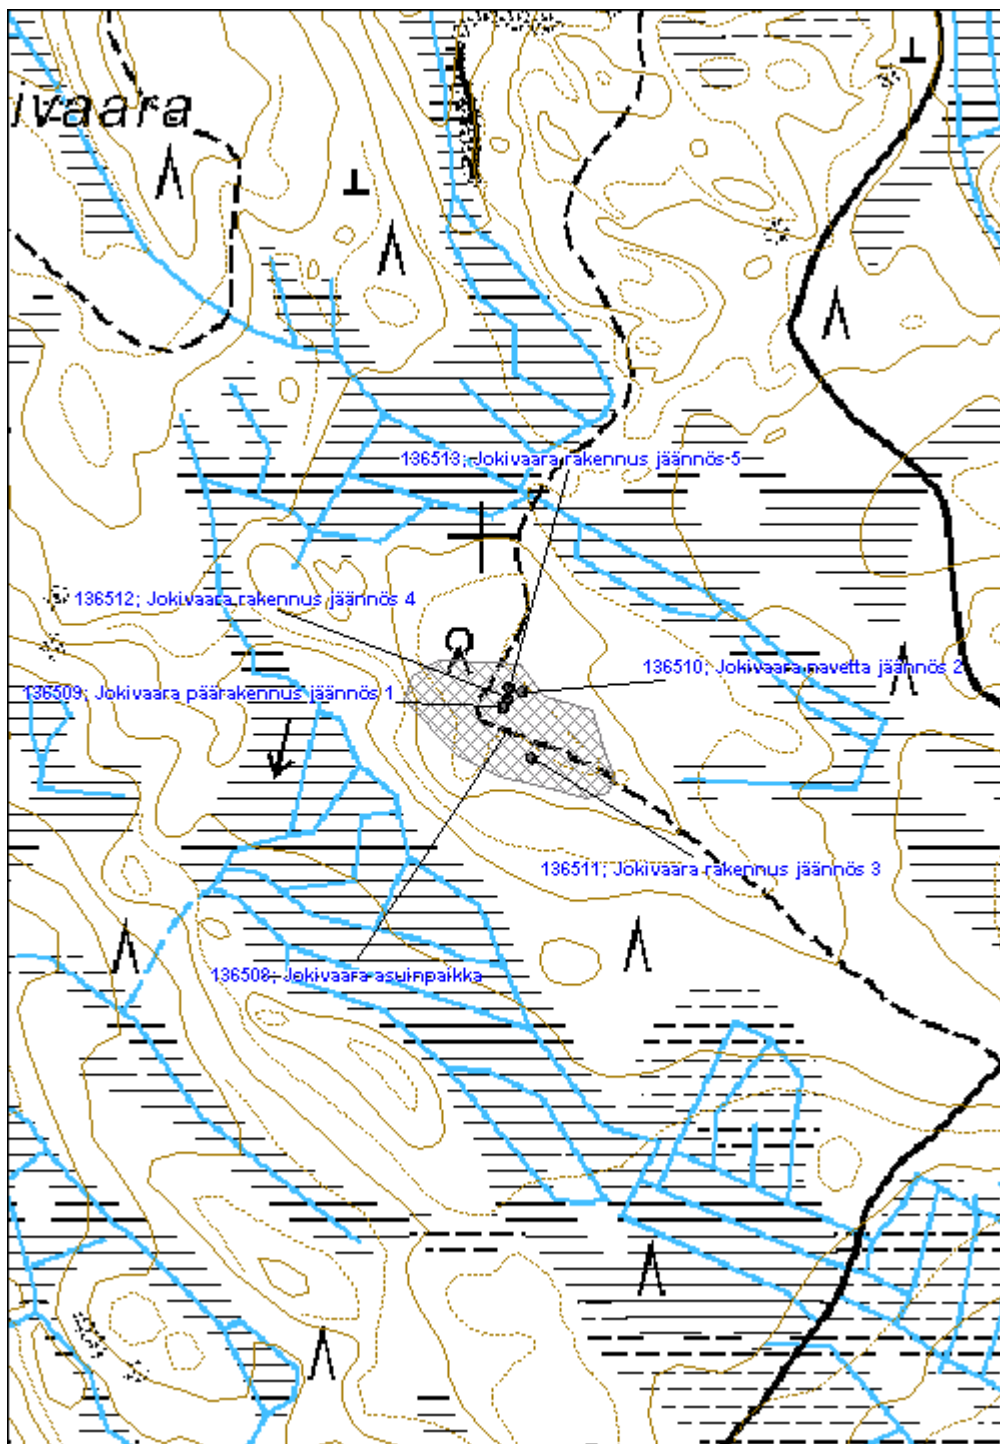 ivaara
136513; Jokivaara rakennus jäännös 5
136512; Jokivaara rakennus jäännös 4
136510; Jokivaara navetta jäännös 2
136509; Jokivaara päärakennus jäännös 1
136511; Jokivaara rakennus jäännös 3
136508; Jokivaara asuinpaikka